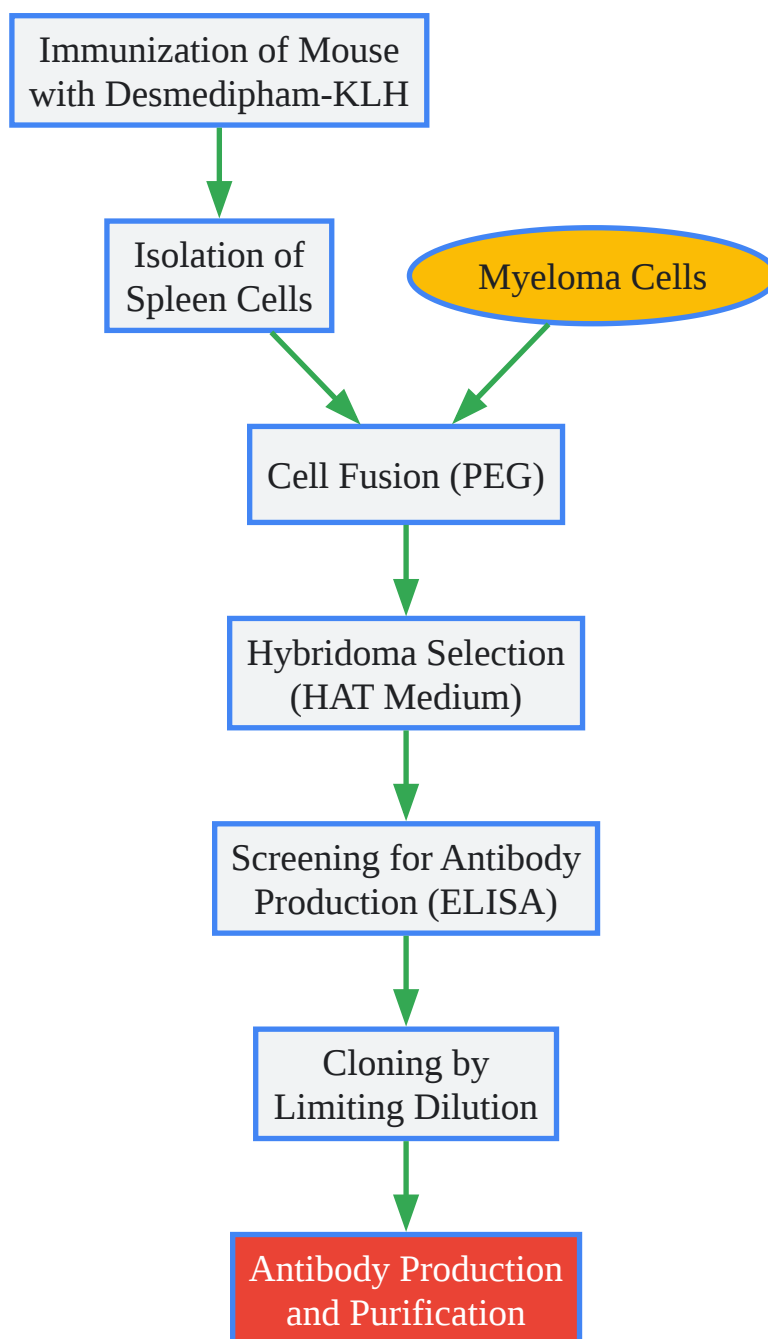 Immunization of Mouse
with Desmedipham-KLH
Isolation of
Spleen Cells
Myeloma Cells
Cell Fusion (PEG)
Hybridoma Selection
(HAT Medium)
Screening for Antibody
Production (ELISA)
Cloning by
Limiting Dilution
Antibody Production
and Purification